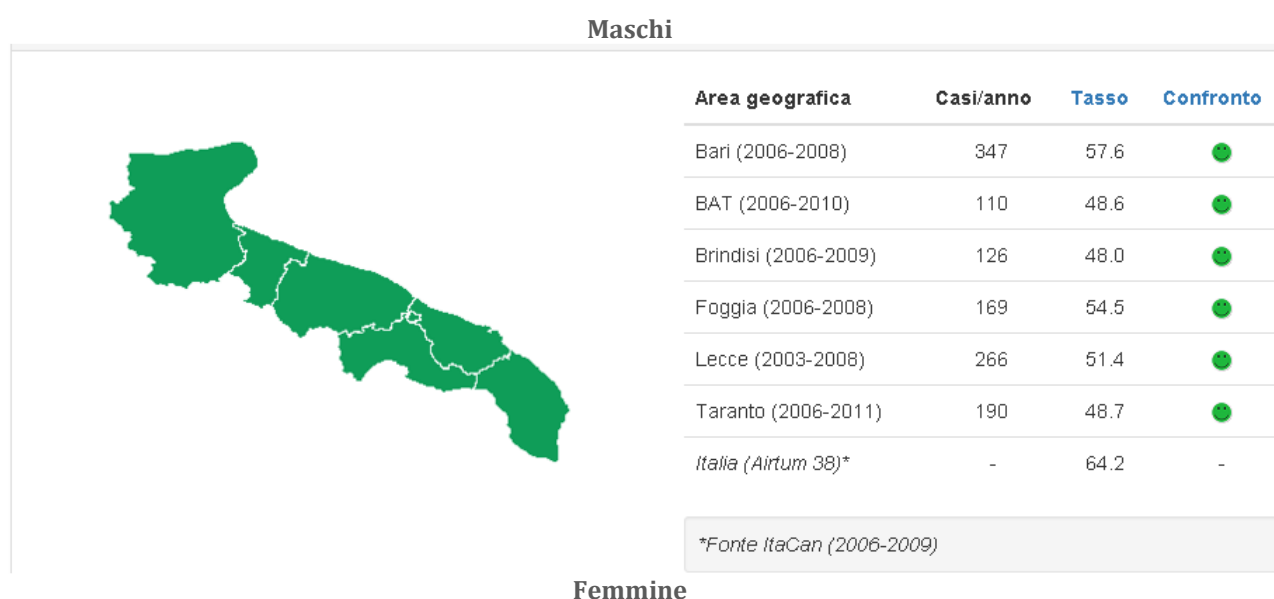 Maschi
Area geografica Casi/anno Tasso Confronto
Bari (2006-2008) 347 57.6
BAT (2006-2010) 110 48.6
Brindisi (2006-2009) 126 48.0
Foggia (2006-2008) 169 54.5
Lecce (2003-2008) 266 51.4
Taranto (2006-2011) 190 48.7
Italia (Airtum 38)* - 64.2 -
*Fonte ItaCan (2006-2009)
Femmine